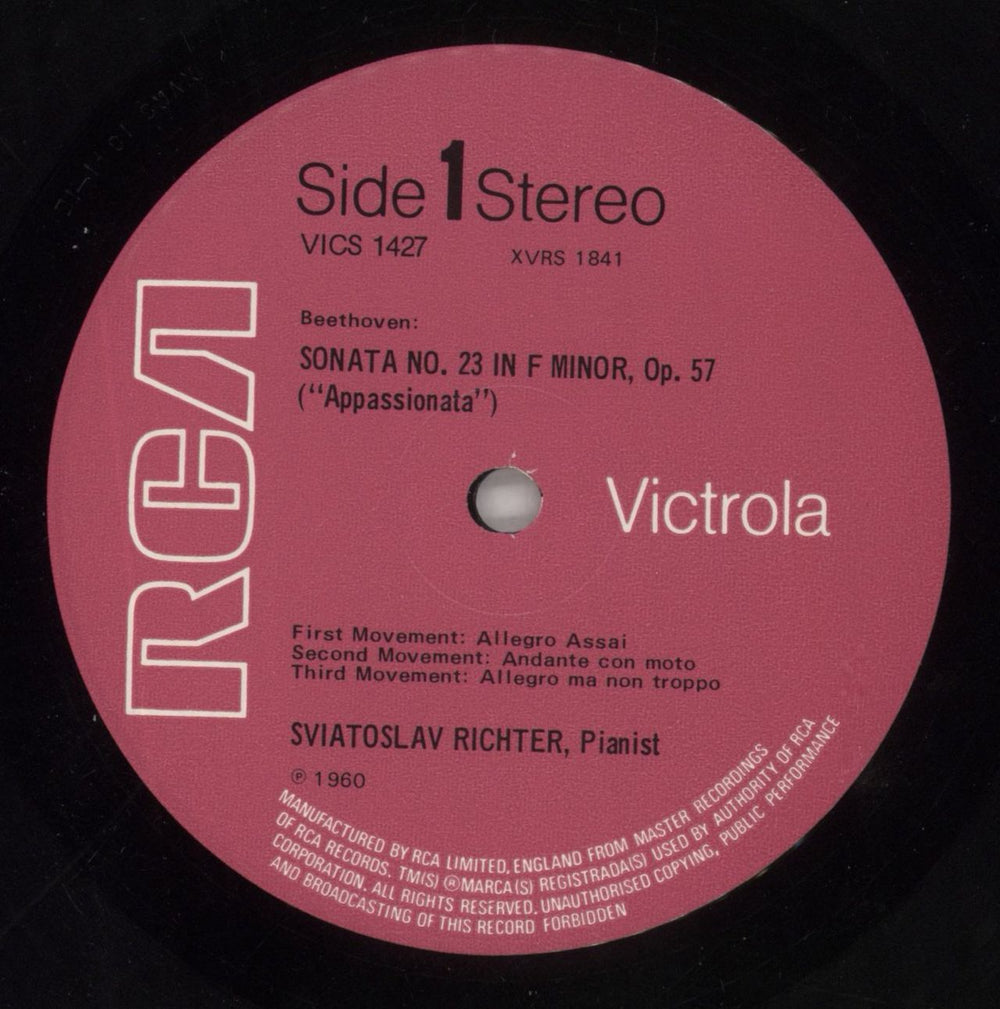 Side 1 Stereo
VICS 1427 XVRS 1841
Beethoven:
SONATA NO. 23 IN F MINOR, Op. 57
("Appassionata")
RCA
Victrola
First Movement: Allegro Assai
Second Movement: Andante con moto
Third Movement: Allegro ma non troppo
SVIATOSLAV RICHTER, Pianist
℗ 1960
MANUFACTURED BY RCA LIMITED, ENGLAND FROM MASTER RECORDINGS
OF RCA RECORDS. TM(S) ® MARCA(S) REGISTRADA(S) USED BY AUTHORITY OF RCA
CORPORATION. ALL RIGHTS RESERVED. UNAUTHORISED COPYING, PUBLIC PERFORMANCE
AND BROADCASTING OF THIS RECORD FORBIDDEN